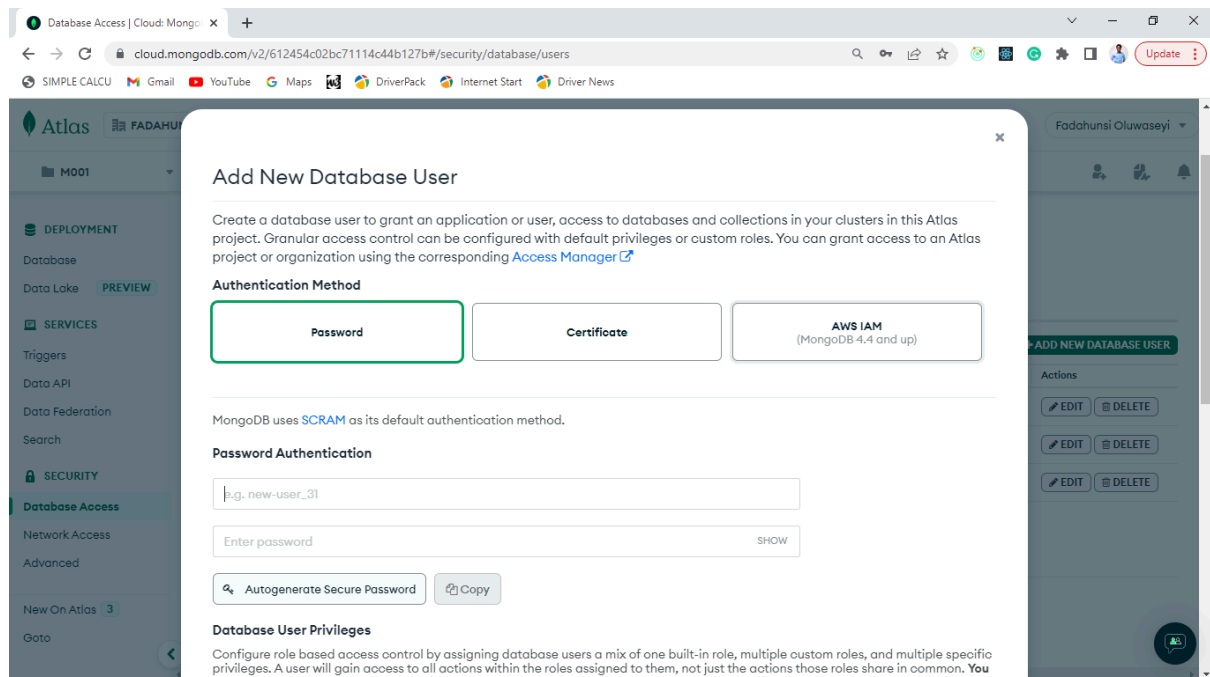 Database Access | Cloud: Mongo
cloud.mongodb.com/v2/612454c02bc71114c44b127b#/security/database/users
Update
SIMPLE CALCU Gmail YouTube Maps DriverPack Internet Start Driver News
Atlas FADAHU
Fadahunsi Oluwaseyi
M001
Add New Database User
Create a database user to grant an application or user, access to databases and collections in your clusters in this Atlas
project. Granular access control can be configured with default privileges or custom roles. You can grant access to an Atlas
project or organization using the corresponding Access Manager
Authentication Method
Password
Certificate
AWS IAM
(MongoDB 4.4 and up)
MongoDB uses SCRAM as its default authentication method.
Password Authentication
e.g. new-user_31
Enter password SHOW
Autogenerate Secure Password Copy
Database User Privileges
Configure role based access control by assigning database users a mix of one built-in role, multiple custom roles, and multiple specific
privileges. A user will gain access to all actions within the roles assigned to them, not just the actions those roles share in common. You
DEPLOYMENT
Database
Data Lake PREVIEW
SERVICES
Triggers
Data API
Data Federation
Search
SECURITY
Database Access
Network Access
Advanced
New On Atlas 3
Goto
ADD NEW DATABASE USER
Actions
EDIT DELETE
EDIT DELETE
EDIT DELETE